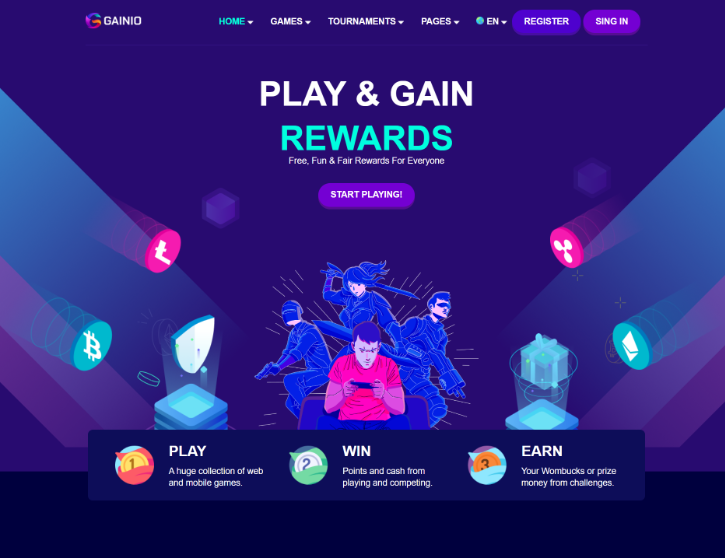 GAINIO
HOME GAMES TOURNAMENTS PAGES EN REGISTER SING IN
PLAY & GAIN
REWARDS
Free, Fun & Fair Rewards For Everyone
START PLAYING!
1 PLAY
A huge collection of web
and mobile games.
2 WIN
Points and cash from
playing and competing.
3 EARN
Your Wombucks or prize
money from challenges.